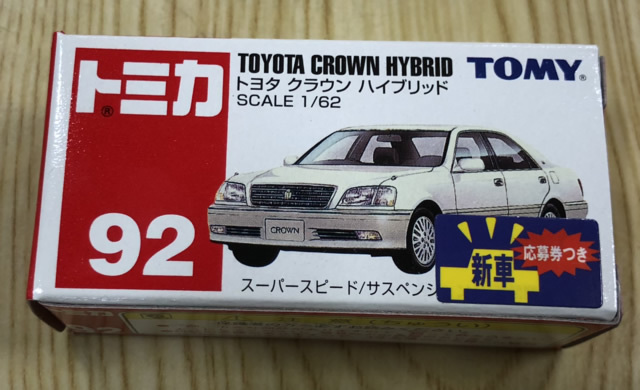 トミカ
®
TOYOTA CROWN HYBRID
トヨタ クラウン ハイブリッド
SCALE 1/62
TOMY®
CROWN
92
スーパースピード/サスペンシ
新車
応募券つき